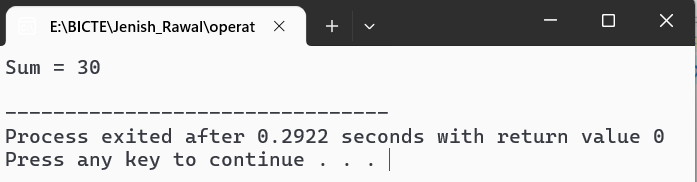 E:\BICTE\Jenish_Rawal\operat
Sum = 30
--------------------------------
Process exited after 0.2922 seconds with return value 0
Press any key to continue . . .